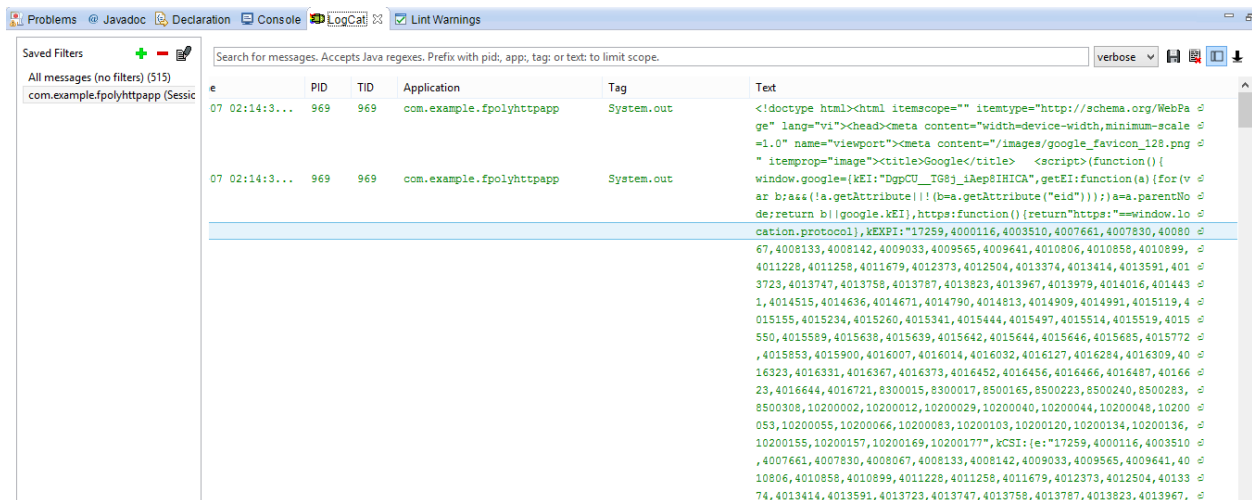 Problems @ Javadoc Declaration Console LogCat Lint Warnings
Saved Filters
All messages (no filters) (515)
com.example.fpolyhttpapp (Sessic
Search for messages. Accepts Java regexes. Prefix with pid:, app:, tag: or text: to limit scope.
verbose
e PID TID Application Tag Text
07 02:14:3... 969 969 com.example.fpolyhttpapp System.out <!doctype html><html itemscope="" itemtype="http://schema.org/WebPa
ge" lang="vi"><head><meta content="width=device-width,minimum-scale
=1.0" name="viewport"><meta content="/images/google_favicon_128.png
" itemprop="image"><title>Google</title> <script>(function(){
07 02:14:3... 969 969 com.example.fpolyhttpapp System.out window.google={kEI:"DgpCU__TG8j_iAep8IHICA",getEI:function(a){for(v
ar b;a&&(!a.getAttribute||!(b=a.getAttribute("eid")));)a=a.parentNo
de;return b||google.kEI},https:function(){return"https:"==window.lo
cation.protocol},kEXPI:"17259,4000116,4003510,4007661,4007830,40080
67,4008133,4008142,4009033,4009565,4009641,4010806,4010858,4010899,
4011228,4011258,4011679,4012373,4012504,4013374,4013414,4013591,401
3723,4013747,4013758,4013787,4013823,4013967,4013979,4014016,401443
1,4014515,4014636,4014671,4014790,4014813,4014909,4014991,4015119,4
015155,4015234,4015260,4015341,4015444,4015497,4015514,4015519,4015
550,4015589,4015638,4015639,4015642,4015644,4015646,4015685,4015772
,4015853,4015900,4016007,4016014,4016032,4016127,4016284,4016309,40
16323,4016331,4016367,4016373,4016452,4016456,4016466,4016487,40166
23,4016644,4016721,8300015,8300017,8500165,8500223,8500240,8500283,
8500308,10200002,10200012,10200029,10200040,10200044,10200048,10200
053,10200055,10200066,10200083,10200103,10200120,10200134,10200136,
10200155,10200157,10200169,10200177",kCSI:{e:"17259,4000116,4003510
,4007661,4007830,4008067,4008133,4008142,4009033,4009565,4009641,40
10806,4010858,4010899,4011228,4011258,4011679,4012373,4012504,40133
74,4013414,4013591,4013723,4013747,4013758,4013787,4013823,4013967,